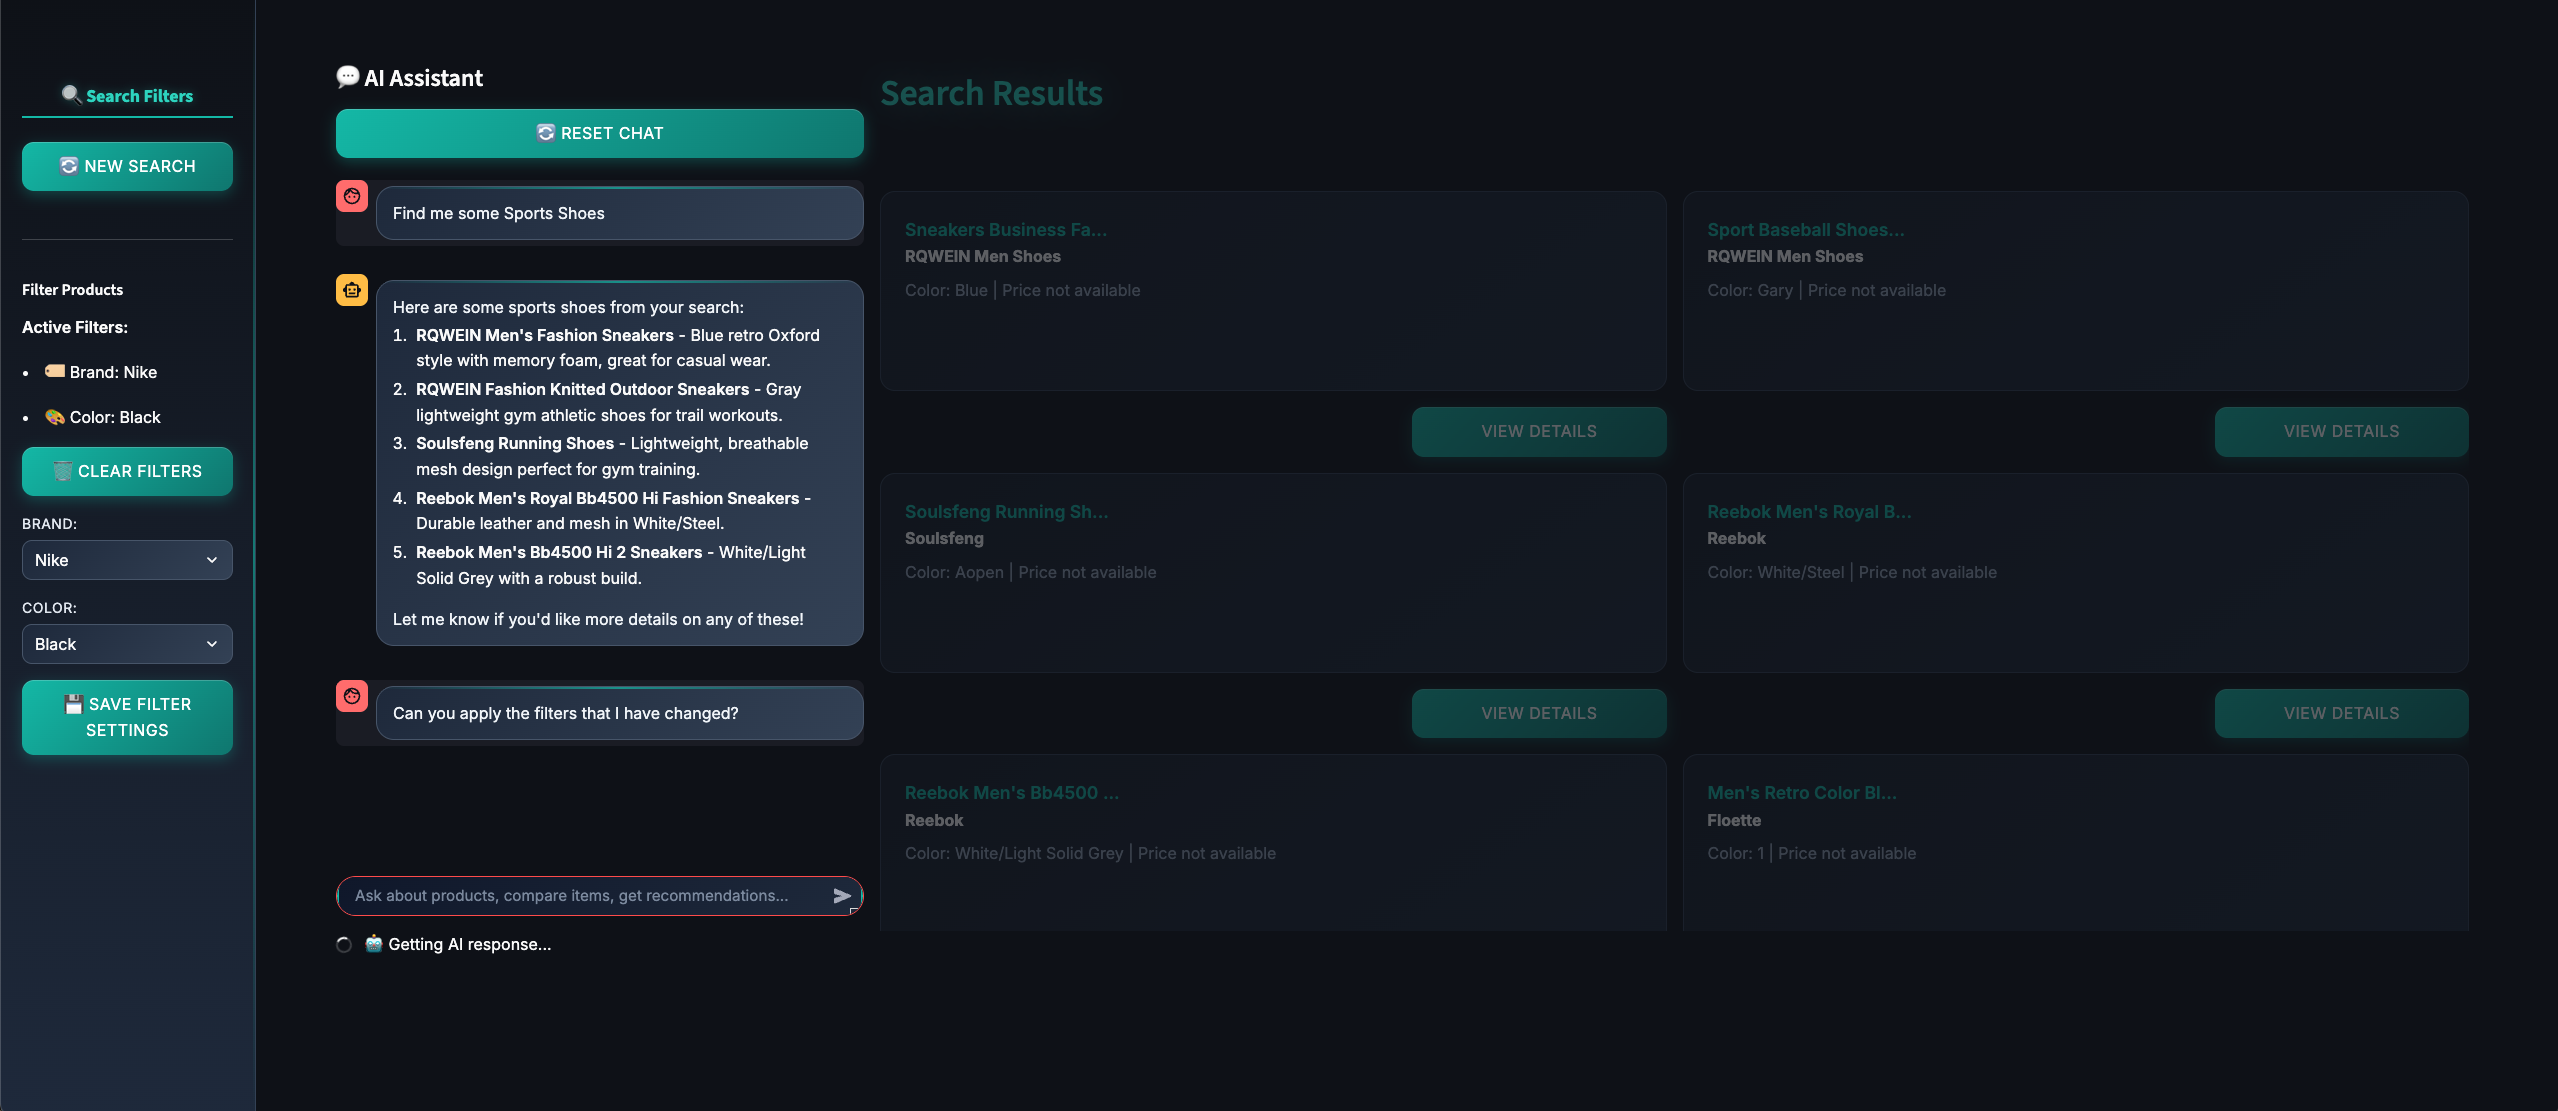 Search Filters
NEW SEARCH
Filter Products
Active Filters:
Brand: Nike
Color: Black
CLEAR FILTERS
BRAND:
Nike
COLOR:
Black
SAVE FILTER
SETTINGS
AI Assistant
RESET CHAT
Find me some Sports Shoes
Here are some sports shoes from your search:
1. RQWEIN Men's Fashion Sneakers - Blue retro Oxford
style with memory foam, great for casual wear.
2. RQWEIN Fashion Knitted Outdoor Sneakers - Gray
lightweight gym athletic shoes for trail workouts.
3. Soulsfeng Running Shoes - Lightweight, breathable
mesh design perfect for gym training.
4. Reebok Men's Royal Bb4500 Hi Fashion Sneakers -
Durable leather and mesh in White/Steel.
5. Reebok Men's Bb4500 Hi 2 Sneakers - White/Light
Solid Grey with a robust build.
Let me know if you'd like more details on any of these!
Can you apply the filters that I have changed?
Ask about products, compare items, get recommendations...
Getting AI response...
Search Results
Sneakers Business Fa...
RQWEIN Men Shoes
Color: Blue | Price not available
VIEW DETAILS
Sport Baseball Shoes...
RQWEIN Men Shoes
Color: Gary | Price not available
VIEW DETAILS
Soulsfeng Running Sh...
Soulsfeng
Color: Aopen | Price not available
VIEW DETAILS
Reebok Men's Royal B...
Reebok
Color: White/Steel | Price not available
VIEW DETAILS
Reebok Men's Bb4500 ...
Reebok
Color: White/Light Solid Grey | Price not available
Men's Retro Color Bl...
Floette
Color: 1 | Price not available